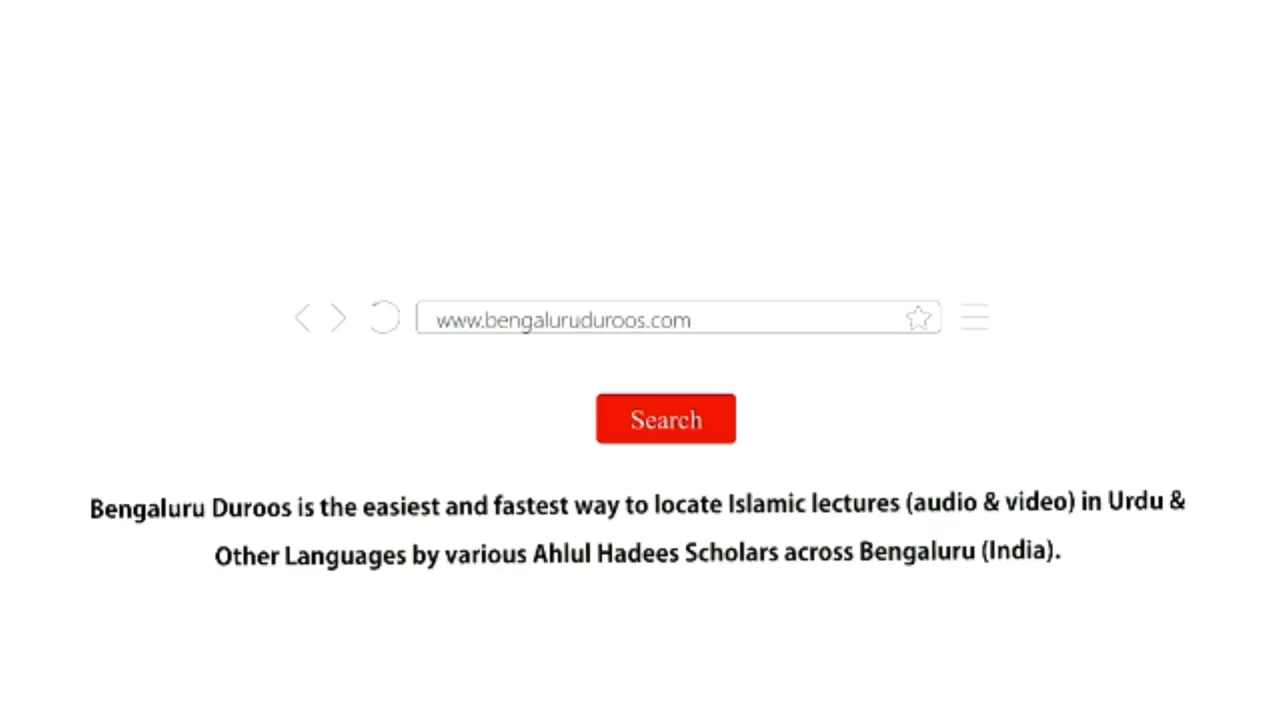 www.bengaluruduroos.com
Search
Bengaluru Duroos is the easiest and fastest way to locate Islamic lectures (audio & video) in Urdu &
Other Languages by various Ahlul Hadees Scholars across Bengaluru (India).